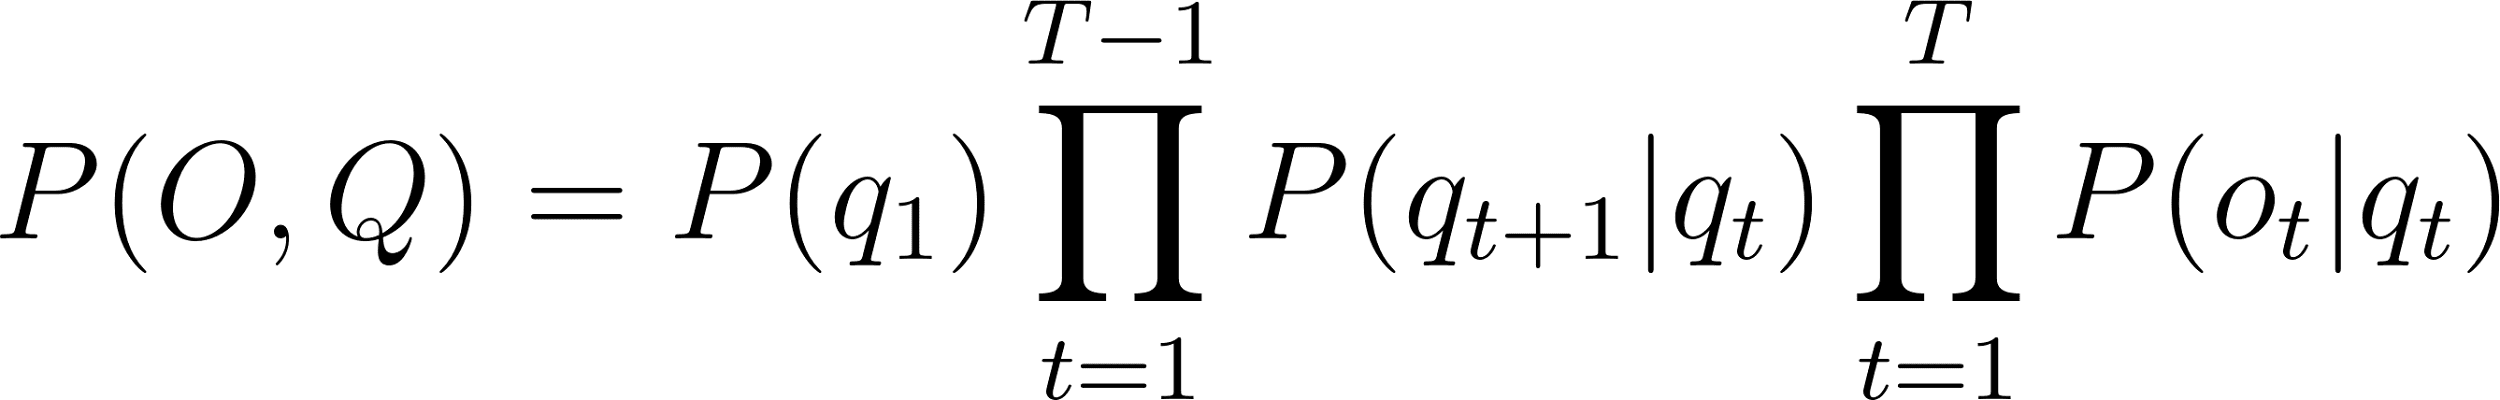 P(O, Q) = P(q_1) \prod_{t=1}^{T-1} P(q_{t+1}|q_t) \prod_{t=1}^{T} P(o_t|q_t)